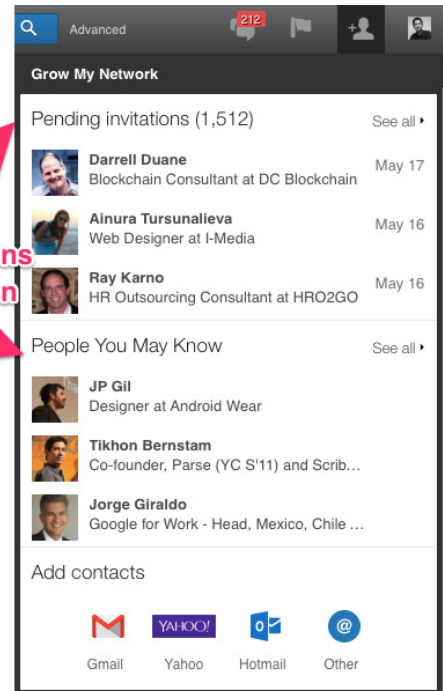 Advanced
212
Grow My Network
Pending invitations (1,512)
See all
Darrell Duane
May 17
Blockchain Consultant at DC Blockchain
Ainura Tursunalieva
May 16
Web Designer at I-Media
ns
n
Ray Karno
May 16
HR Outsourcing Consultant at HRO2GO
People You May Know
See all
JP Gil
Designer at Android Wear
Tikhon Bernstam
Co-founder, Parse (YC S'11) and Scrib...
Jorge Giraldo
Google for Work - Head, Mexico, Chile ...
Add contacts
YAHOO!
@
Gmail
Yahoo
Hotmail
Other